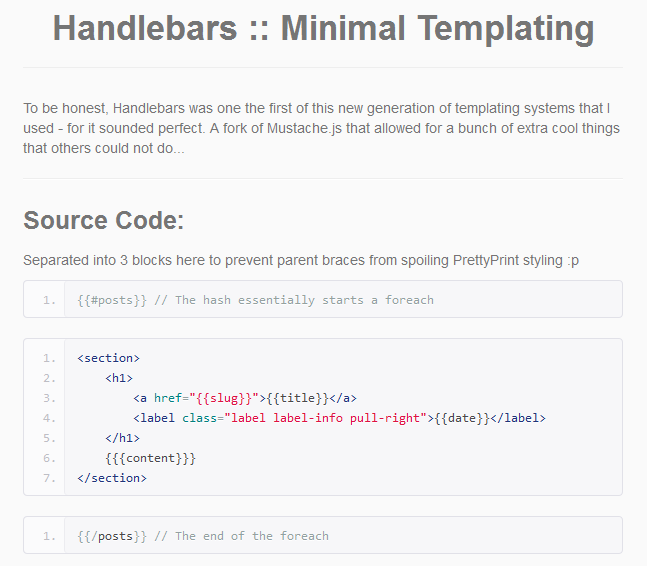 Handlebars :: Minimal Templating
To be honest, Handlebars was one the first of this new generation of templating systems that I
used - for it sounded perfect. A fork of Mustache.js that allowed for a bunch of extra cool things
that others could not do...
Source Code:
Separated into 3 blocks here to prevent parent braces from spoiling PrettyPrint styling :p
1. {{#posts}} // The hash essentially starts a foreach
1. <section>
2.     <h1>
3.         <a href="{{slug}}">{{title}}</a>
4.         <label class="label label-info pull-right">{{date}}</label>
5.     </h1>
6.     {{{content}}}
7. </section>
1. {{/posts}} // The end of the foreach